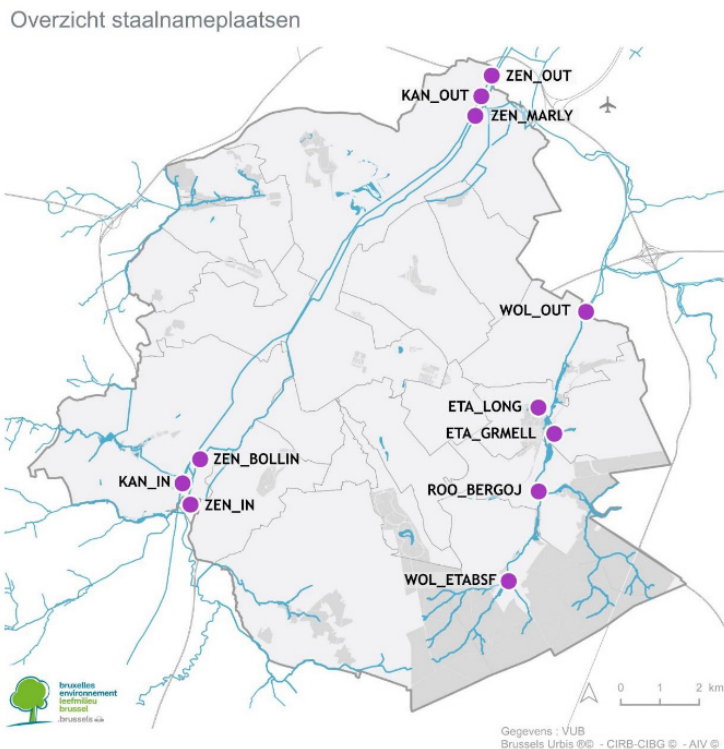 Overzicht staalnameplaatsen
ZEN_OUT
KAN_OUT
ZEN_MARLY
WOL_OUT
ETA_LONG
ETA_GRMELL
ZEN_BOLLIN
KAN_IN
ROO_BERGOJ
ZEN_IN
WOL_ETABSF
bruxelles
environnement
leefmilieu
brussel
.brussels
0 1 2 km
Gegevens : VUB
Brussels Urbis ®© - CIRB-CIBG © - AIV ©